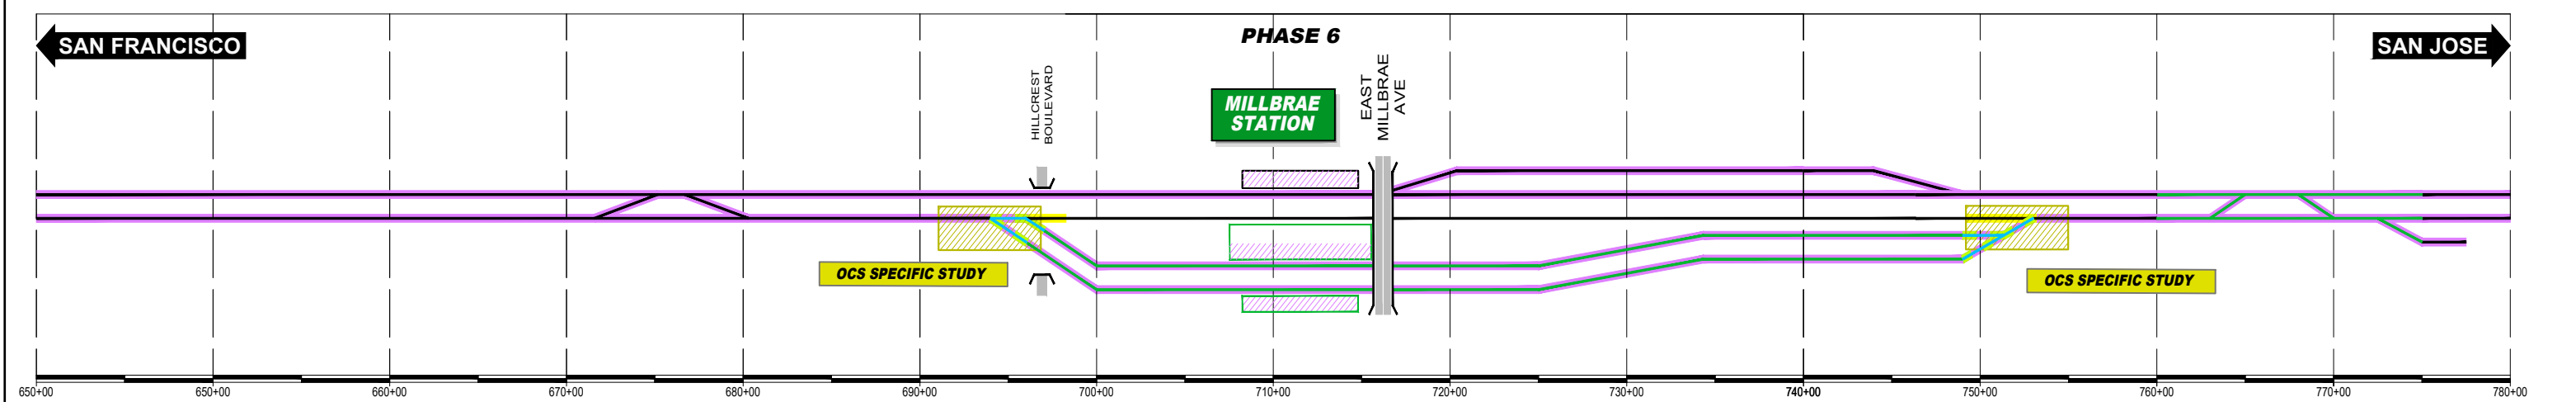 SAN FRANCISCO
PHASE 6
SAN JOSE
HILLCREST
BOULEVARD
MILLBRAE
STATION
EAST
MILLBRAE
AVE
OCS SPECIFIC STUDY
OCS SPECIFIC STUDY
650+00 650+00 660+00 670+00 680+00 690+00 700+00 710+00 720+00 730+00 740+00 750+00 760+00 770+00 780+00